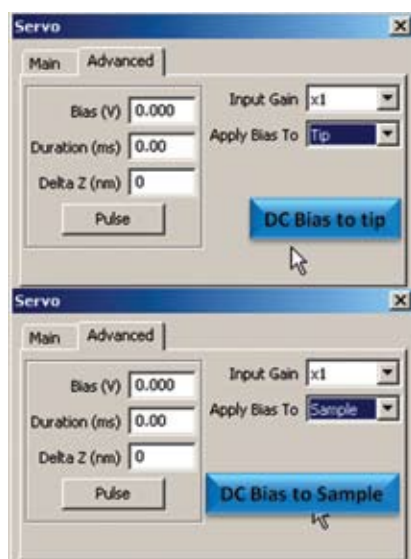 Servo
Main Advanced
Bias (V) 0.000
Duration (ms) 0.00
Delta Z (nm) 0
Pulse
Input Gain x1
Apply Bias To Tip
DC Bias to tip
Servo
Main Advanced
Bias (V) 0.000
Duration (ms) 0.00
Delta Z (nm) 0
Pulse
Input Gain x1
Apply Bias To Sample
DC Bias to Sample